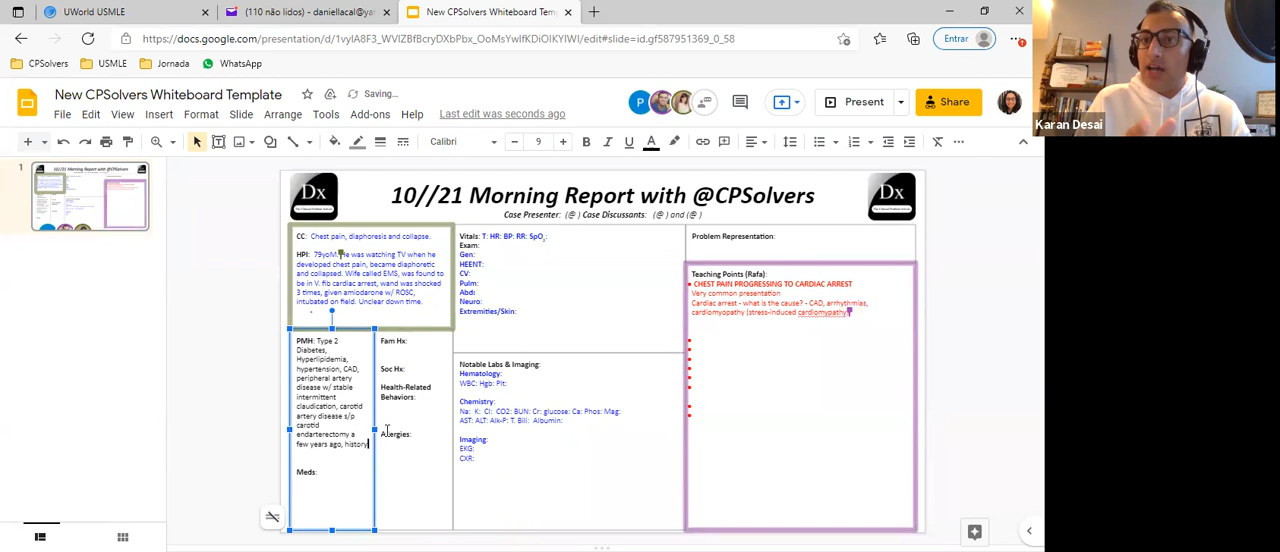 UWorld USMLE
(110 não lidos) - daniellacal@ya
New CPSolvers Whiteboard Temp
https://docs.google.com/presentation/d/1vyIA8F3_WVIZBfBcryDXbPbx_OoMsYwIfKDiOIKYIWI/edit#slide=id.gf587951369_0_58
Entrar
CPSolvers
USMLE
Jornada
WhatsApp
New CPSolvers Whiteboard Template
Saving...
File Edit View Insert Format Slide Arrange Tools Add-ons Help Last edit was seconds ago
P
Present
Share
Karan Desai
Calibri
9
1
Dx
10//21 Morning Report with @CPSolvers
Case Presenter: (@ ) Case Discussants: (@ ) and (@ )
Dx
CC: Chest pain, diaphoresis and collapse.
HPI: 79yoM. He was watching TV when he
developed chest pain, became diaphoretic
and collapsed. Wife called EMS, was found to
be in V. fib cardiac arrest, wand was shocked
3 times, given amiodarone w/ ROSC,
intubated on field. Unclear down time.
PMH: Type 2
Diabetes,
Hyperlipidemia,
hypertension, CAD,
peripheral artery
disease w/ stable
intermittent
claudication, carotid
artery disease s/p
carotid
endarterectomy a
few years ago, history
Meds:
Fam Hx:
Soc Hx:
Health-Related
Behaviors:
Allergies:
Vitals: T: HR: BP: RR: SpO2:
Exam:
Gen:
HEENT:
CV:
Pulm:
Abd:
Neuro:
Extremities/Skin:
Notable Labs & Imaging:
Hematology:
WBC: Hgb: Plt:
Chemistry:
Na: K: Cl: CO2: BUN: Cr: glucose: Ca: Phos: Mag:
AST: ALT: Alk-P: T. Bili: Albumin:
Imaging:
EKG:
CXR:
Problem Representation:
Teaching Points (Rafa):
CHEST PAIN PROGRESSING TO CARDIAC ARREST
Very common presentation
Cardiac arrest - what is the cause? - CAD, arrhythmias,
cardiomyopathy (stress-induced cardiomypathy